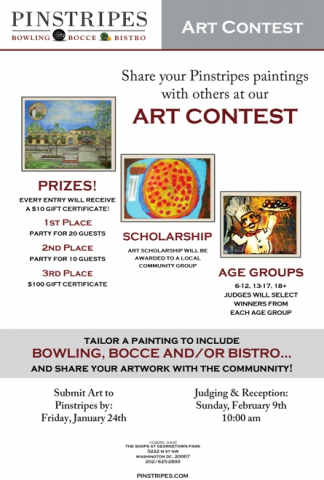 PINSTRIPES
BOWLING BOCCE BISTRO
ART CONTEST
Share your Pinstripes paintings
with others at our
ART CONTEST
PRIZES!
EVERY ENTRY WILL RECEIVE
A $10 GIFT CERTIFICATE!
1ST PLACE
PARTY FOR 20 GUESTS
2ND PLACE
PARTY FOR 10 GUESTS
3RD PLACE
$100 GIFT CERTIFICATE
SCHOLARSHIP
ART SCHOLARSHIP WILL BE
AWARDED TO A LOCAL
COMMUNITY GROUP
AGE GROUPS
6-12, 13-17, 18+
JUDGES WILL SELECT
WINNERS FROM
EACH AGE GROUP
TAILOR A PAINTING TO INCLUDE
BOWLING, BOCCE AND/OR BISTRO...
AND SHARE YOUR ARTWORK WITH THE COMMUNNITY!
Submit Art to
Pinstripes by:
Friday, January 24th
Judging & Reception:
Sunday, February 9th
10:00 am
COMING SOON
THE SHOPS AT GEORGETOWN PARK
3222 M ST NW
WASHINGTON DC, 20007
202/625-2800
PINSTRIPES.COM